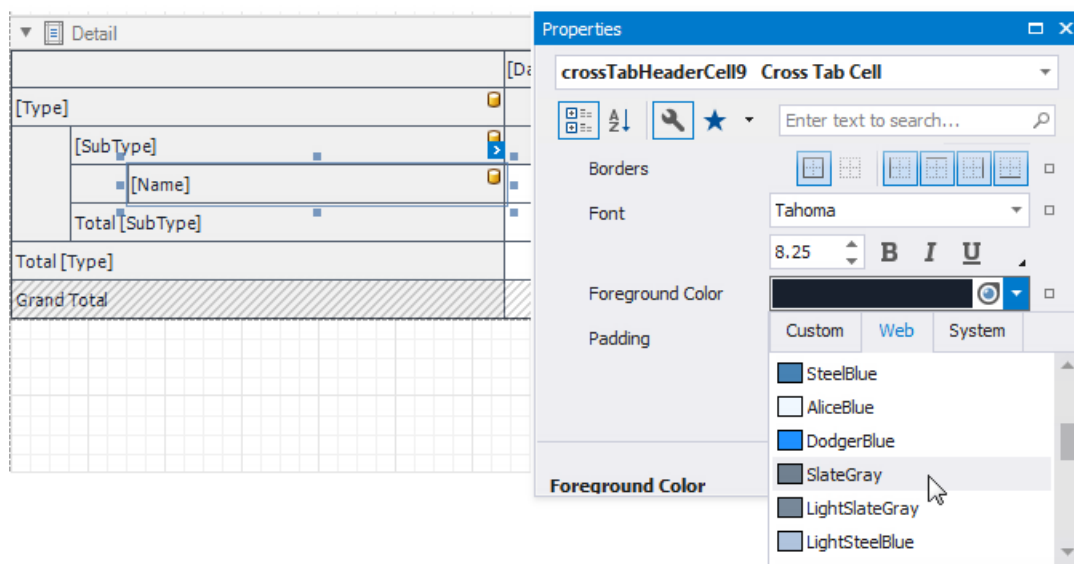 Detail
[Da
[Type]
[SubType]
[Name]
Total [SubType]
Total [Type]
Grand Total
Properties
crossTabHeaderCell9 Cross Tab Cell
Enter text to search...
Borders
Font
Tahoma
8.25
B I U
Foreground Color
Padding
Custom Web System
SteelBlue
AliceBlue
DodgerBlue
SlateGray
LightSlateGray
LightSteelBlue
Foreground Color